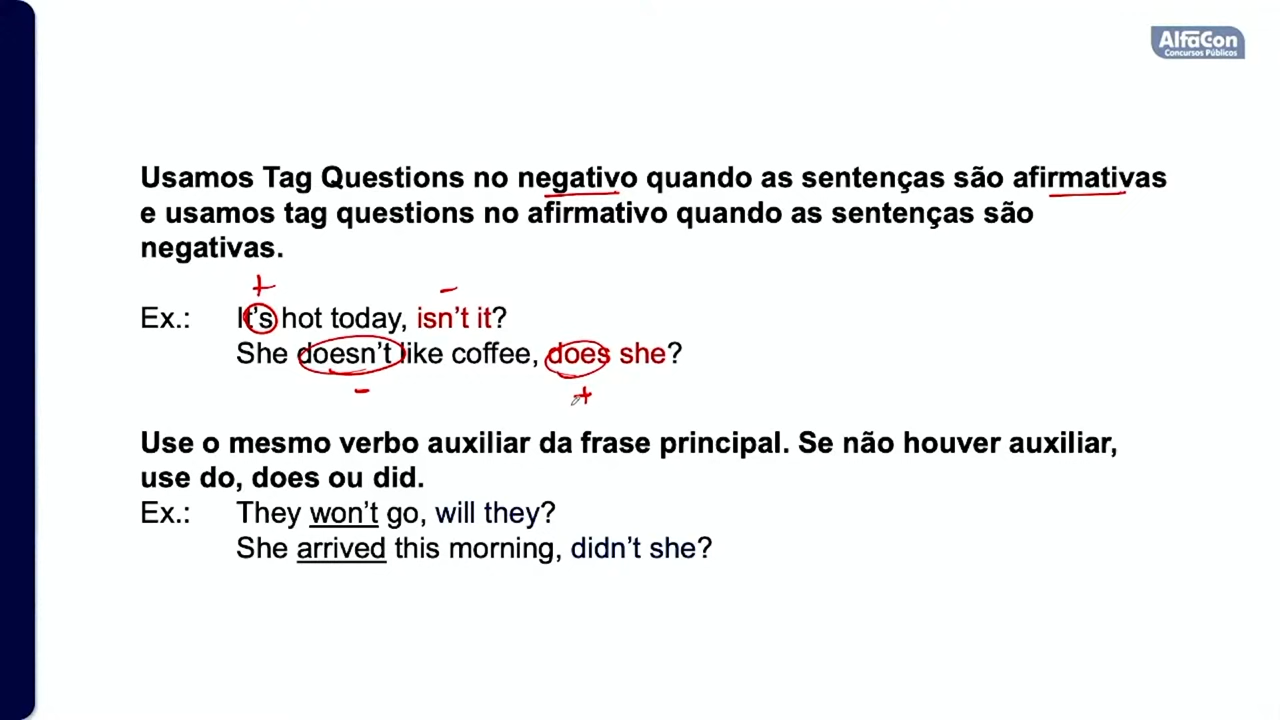 AlfaCon
Concursos Públicos
Usamos Tag Questions no negativo quando as sentenças são afirmativas
e usamos tag questions no afirmativo quando as sentenças são
negativas.
+ -
Ex.: It’s hot today, isn’t it?
She doesn’t like coffee, does she?
- +
Use o mesmo verbo auxiliar da frase principal. Se não houver auxiliar,
use do, does ou did.
Ex.: They won’t go, will they?
She arrived this morning, didn’t she?